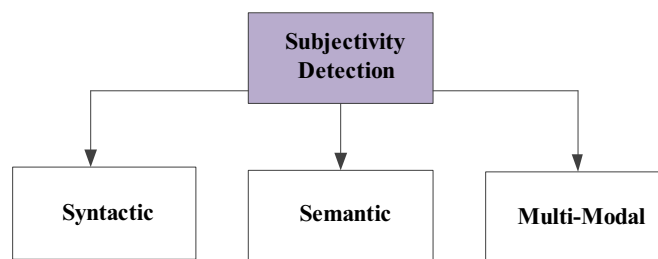 Subjectivity
Detection
Syntactic
Semantic
Multi-Modal